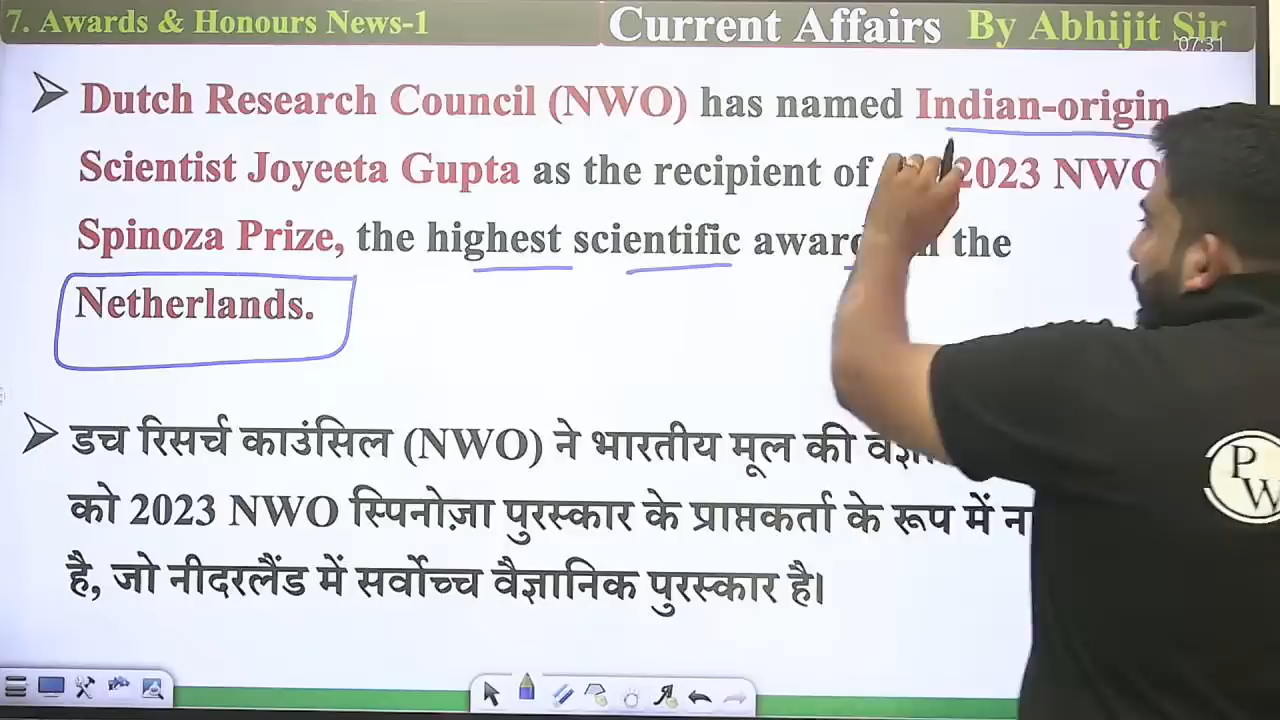 7. Awards & Honours News-1
Current Affairs By Abhijit Sir
07:31
Dutch Research Council (NWO) has named Indian-origin
Scientist Joyeeta Gupta as the recipient of 2023 NWO
Spinoza Prize, the highest scientific award the
Netherlands.
डच रिसर्च काउंसिल (NWO) ने भारतीय मूल की
को 2023 NWO स्पिनोज़ा पुरस्कार के प्राप्तकर्ता के रूप में
है, जो नीदरलैंड में सर्वोच्च वैज्ञानिक पुरस्कार है।
P
W